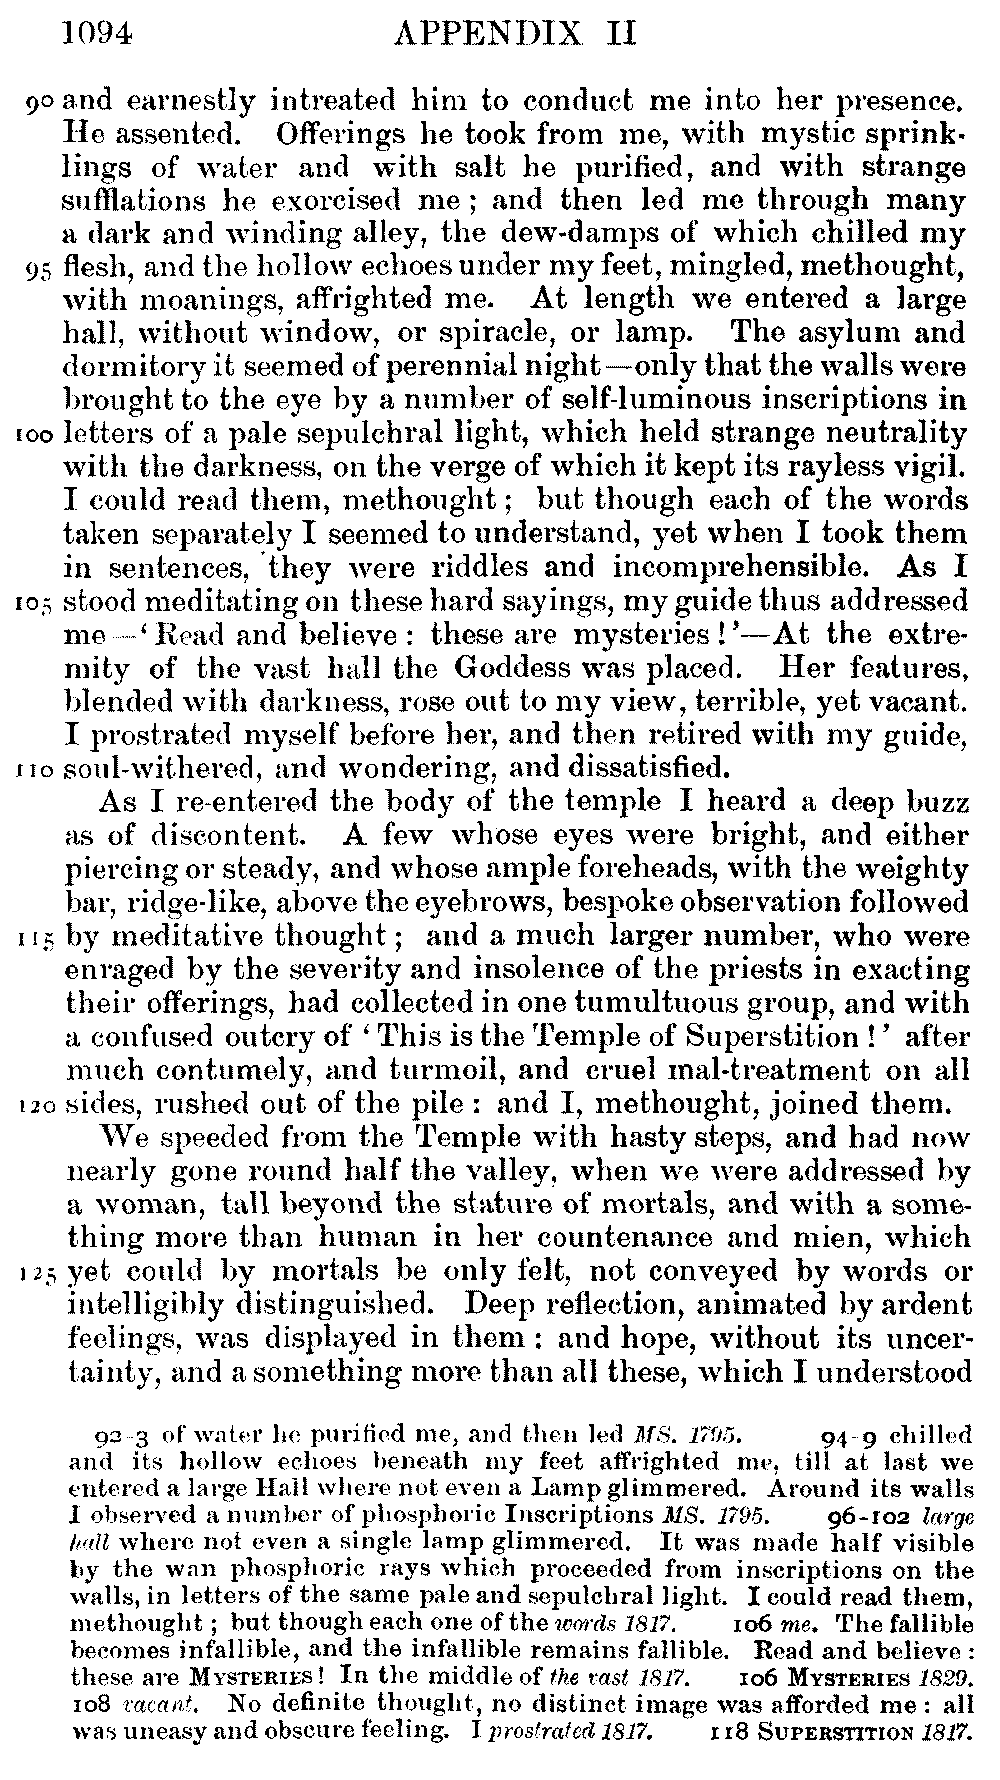 1094 APPENDIX II
90 and earnestly intreated him to conduct me into her presence.
He assented. Offerings he took from me, with mystic sprink-
lings of water and with salt he purified, and with strange
sufflations he exorcised me ; and then led me through many
a dark and winding alley, the dew-damps of which chilled my
95 flesh, and the hollow echoes under my feet, mingled, methought,
with moanings, affrighted me. At length we entered a large
hall, without window, or spiracle, or lamp. The asylum and
dormitory it seemed of perennial night—only that the walls were
brought to the eye by a number of self-luminous inscriptions in
100 letters of a pale sepulchral light, which held strange neutrality
with the darkness, on the verge of which it kept its rayless vigil.
I could read them, methought ; but though each of the words
taken separately I seemed to understand, yet when I took them
in sentences, they were riddles and incomprehensible. As I
105 stood meditating on these hard sayings, my guide thus addressed
me—‘ Read and believe : these are mysteries ! ’—At the extre-
mity of the vast hall the Goddess was placed. Her features,
blended with darkness, rose out to my view, terrible, yet vacant.
I prostrated myself before her, and then retired with my guide,
110 soul-withered, and wondering, and dissatisfied.
As I re-entered the body of the temple I heard a deep buzz
as of discontent. A few whose eyes were bright, and either
piercing or steady, and whose ample foreheads, with the weighty
bar, ridge-like, above the eyebrows, bespoke observation followed
115 by meditative thought ; and a much larger number, who were
enraged by the severity and insolence of the priests in exacting
their offerings, had collected in one tumultuous group, and with
a confused outcry of ‘ This is the Temple of Superstition ! ’ after
much contumely, and turmoil, and cruel mal-treatment on all
120 sides, rushed out of the pile : and I, methought, joined them.
We speeded from the Temple with hasty steps, and had now
nearly gone round half the valley, when we were addressed by
a woman, tall beyond the stature of mortals, and with a some-
thing more than human in her countenance and mien, which
125 yet could by mortals be only felt, not conveyed by words or
intelligibly distinguished. Deep reflection, animated by ardent
feelings, was displayed in them : and hope, without its uncer-
tainty, and a something more than all these, which I understood
92-3 of water he purified me, and then led MS. 1795. 94-9 chilled
and its hollow echoes beneath my feet affrighted me, till at last we
entered a large Hall where not even a Lamp glimmered. Around its walls
I observed a number of phosphoric Inscriptions MS. 1795. 96-102 large
hall where not even a single lamp glimmered. It was made half visible
by the wan phosphoric rays which proceeded from inscriptions on the
walls, in letters of the same pale and sepulchral light. I could read them,
methought ; but though each one of the words 1817. 106 me. The fallible
becomes infallible, and the infallible remains fallible. Read and believe :
these are MYSTERIES ! In the middle of the vast 1817. 106 MYSTERIES 1829.
108 vacant. No definite thought, no distinct image was afforded me : all
was uneasy and obscure feeling. I prostrated 1817. 118 SUPERSTITION 1817.